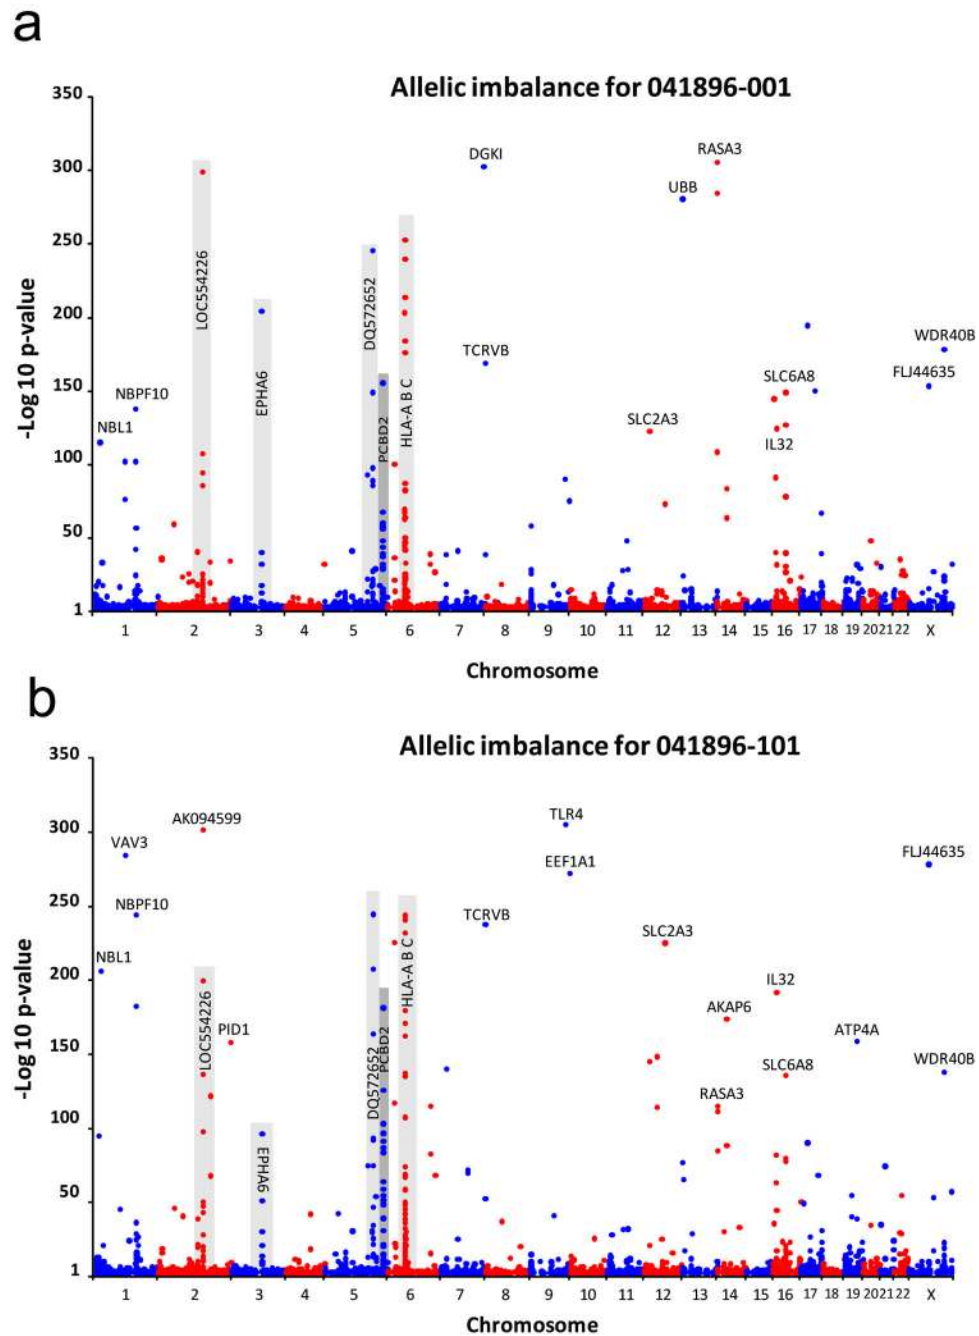 a
Allelic imbalance for 041896-001
350
300
250
200
150
100
50
1
-Log10 p-value
NBL1
NBPF10
LOC554226
EPHA6
DQ572652
PCBD2
HLA-A B C
DGKI
TCRVB
SLC2A3
UBB
RASA3
SLC6A8
IL32
WDR40B
FLJ44635
1 2 3 4 5 6 7 8 9 10 11 12 13 14 15 16 17 18 19 20 21 22 X
Chromosome
b
Allelic imbalance for 041896-101
350
300
250
200
150
100
50
1
-Log10 p-value
VAV3
NBPF10
NBL1
AK094599
LOC554226
PID1
EPHA6
DQ572652
PCBD2
HLA-A B C
TLR4
EEF1A1
TCRVB
SLC2A3
IL32
AKAP6
SLC6A8
RASA3
ATP4A
FLJ44635
WDR40B
1 2 3 4 5 6 7 8 9 10 11 12 13 14 15 16 17 18 19 20 21 22 X
Chromosome